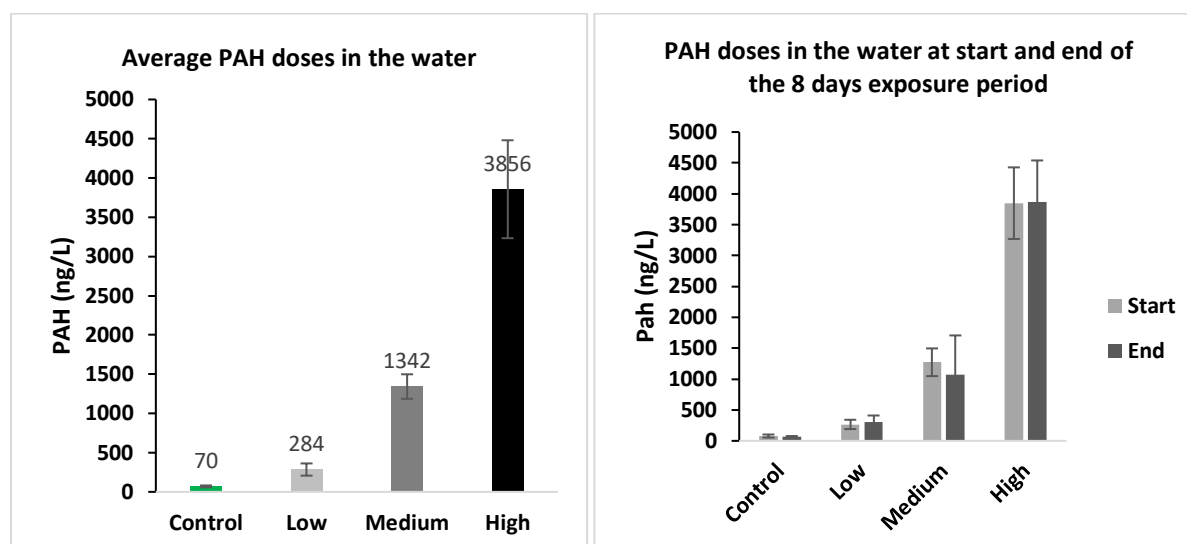 Average PAH doses in the water
5000
4500
4000
3500
3000
2500
2000
1500
1000
500
0
PAH (ng/L)
70
284
1342
3856
Control Low Medium High
PAH doses in the water at start and end of
the 8 days exposure period
5000
4500
4000
3500
3000
2500
2000
1500
1000
500
0
Pah (ng/L)
Control Low Medium High
Start
End